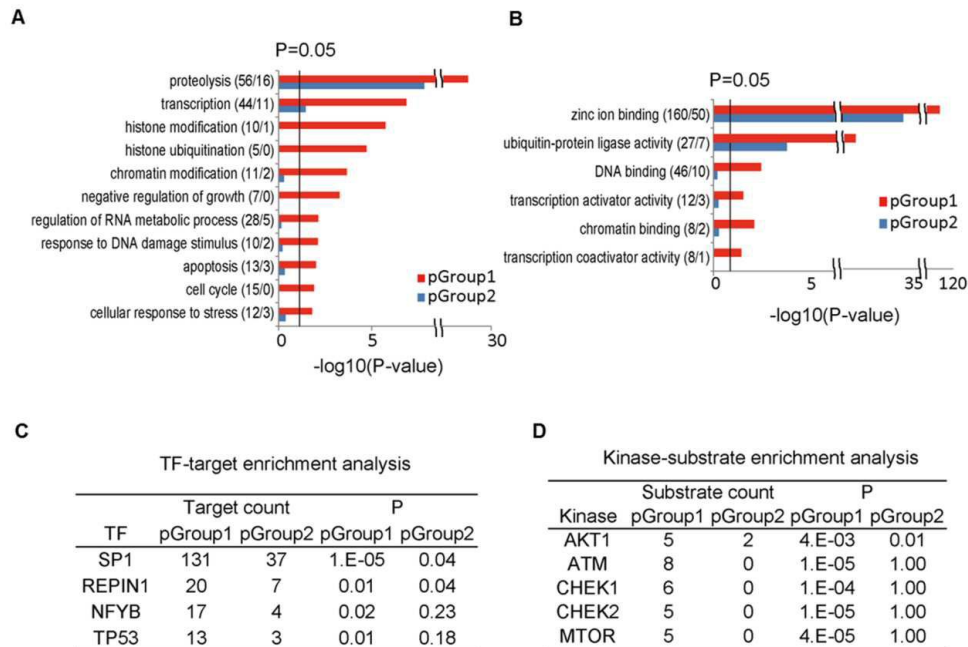 A
P=0.05
proteolysis (56/16)
transcription (44/11)
histone modification (10/1)
histone ubiquitination (5/0)
chromatin modification (11/2)
negative regulation of growth (7/0)
regulation of RNA metabolic process (28/5)
response to DNA damage stimulus (10/2)
apoptosis (13/3)
cell cycle (15/0)
cellular response to stress (12/3)
pGroup1
pGroup2
0 5 30
-log10(P-value)
B
P=0.05
zinc ion binding (160/50)
ubiquitin-protein ligase activity (27/7)
DNA binding (46/10)
transcription activator activity (12/3)
chromatin binding (8/2)
transcription coactivator activity (8/1)
pGroup1
pGroup2
0 5 35 120
-log10(P-value)
C
TF-target enrichment analysis
Target count P
TF pGroup1 pGroup2 pGroup1 pGroup2
SP1 131 37 1.E-05 0.04
REPIN1 20 7 0.01 0.04
NFYB 17 4 0.02 0.23
TP53 13 3 0.01 0.18
D
Kinase-substrate enrichment analysis
Substrate count P
Kinase pGroup1 pGroup2 pGroup1 pGroup2
AKT1 5 2 4.E-03 0.01
ATM 8 0 1.E-05 1.00
CHEK1 6 0 1.E-04 1.00
CHEK2 5 0 1.E-05 1.00
MTOR 5 0 4.E-05 1.00